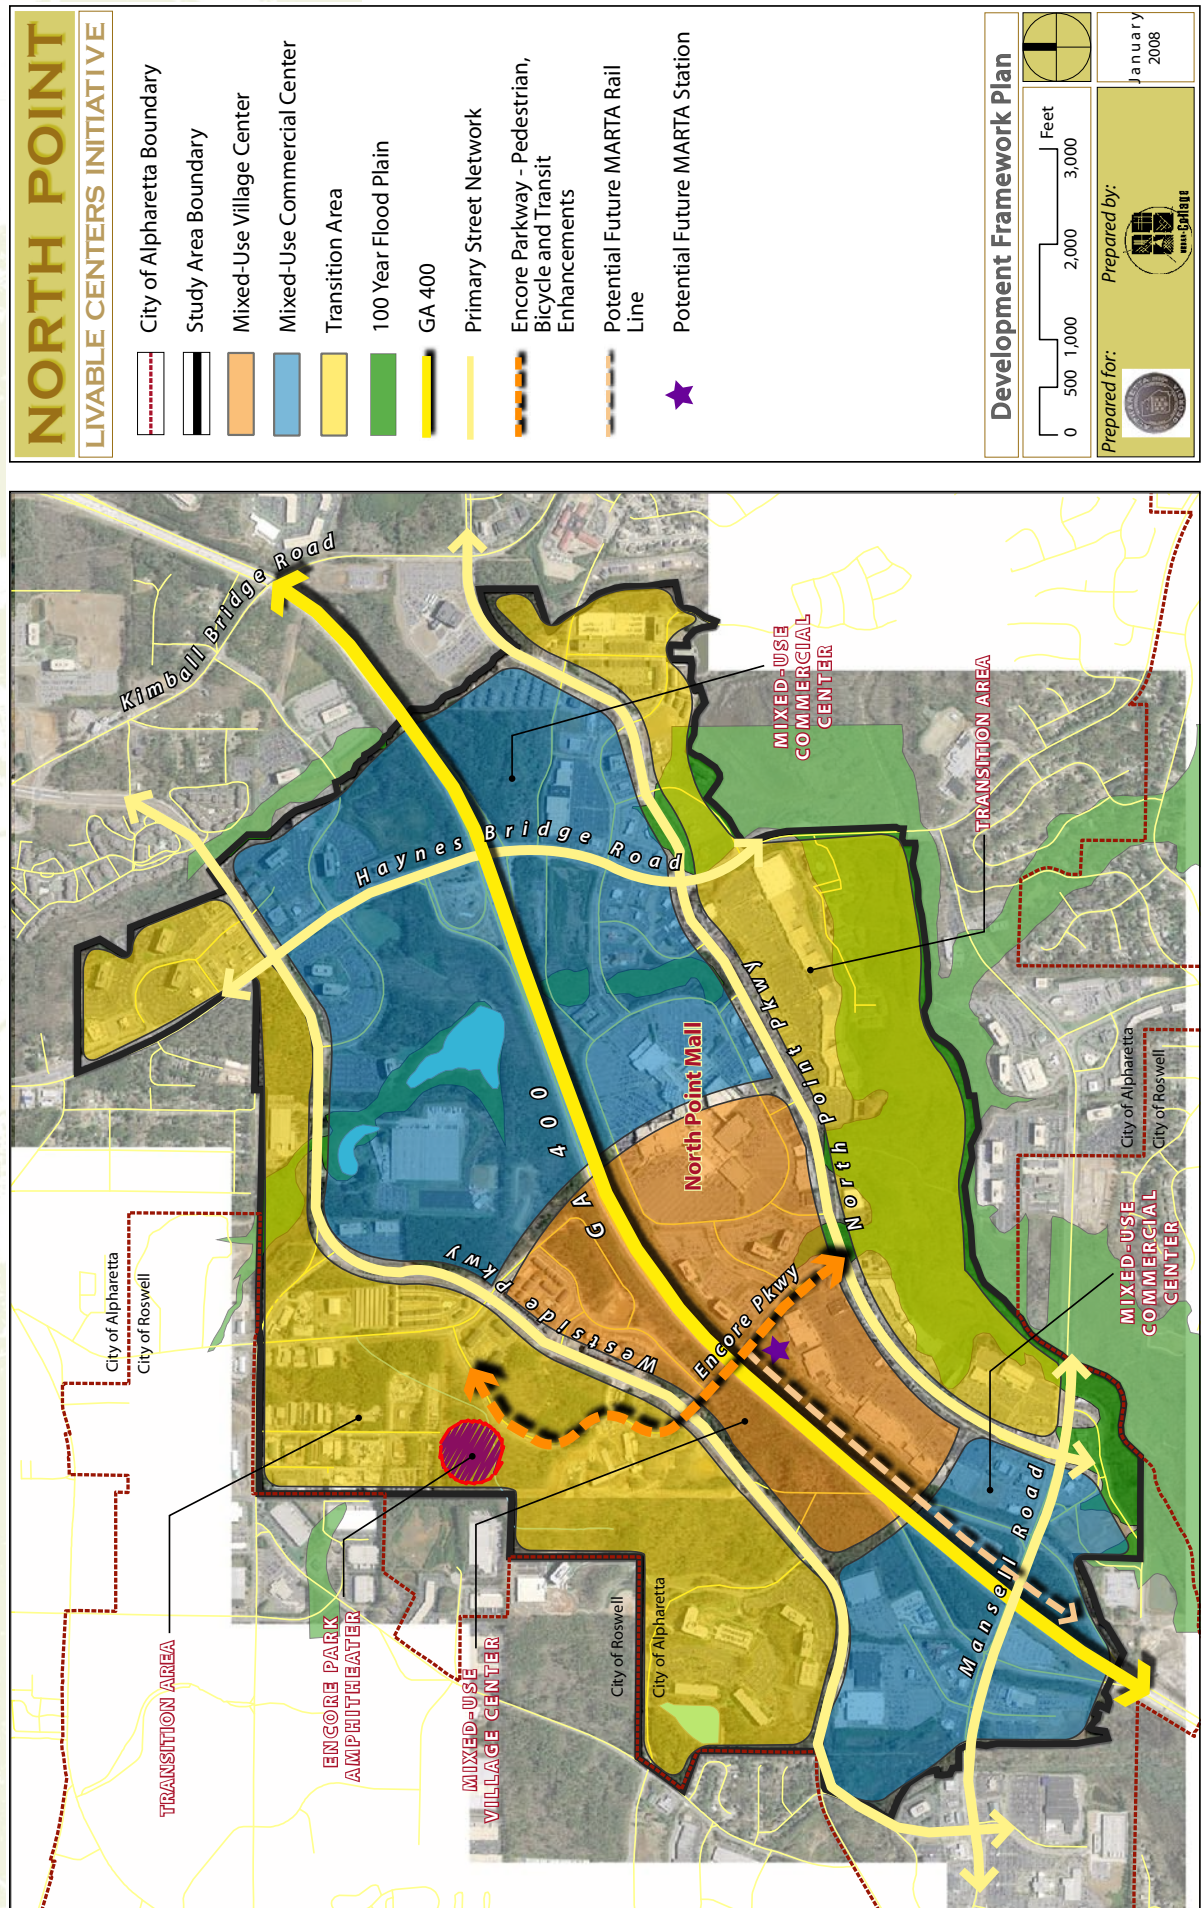 NORTH POINT
LIVABLE CENTERS INITIATIVE
City of Alpharetta Boundary
Study Area Boundary
Mixed-Use Village Center
Mixed-Use Commercial Center
Transition Area
100 Year Flood Plain
GA 400
Primary Street Network
Encore Parkway - Pedestrian,
Bicycle and Transit
Enhancements
Potential Future MARTA Rail
Line
Potential Future MARTA Station
Development Framework Plan
0 500 1,000 2,000 3,000
Feet
January
2008
Prepared for:
Prepared by:
TRANSITION AREA
ENCORE PARK
AMPHITHEATER
MIXED-USE
VILLAGE CENTER
City of Alpharetta
City of Roswell
City of Roswell
City of Alpharetta
Kimball Bridge Road
Haynes Bridge Road
GA 400
Westside Pkwy
Encore Pkwy
North Point Mall
North Point Pkwy
Mansell Road
MIXED-USE
COMMERCIAL
CENTER
TRANSITION AREA
City of Alpharetta
City of Roswell
MIXED-USE
COMMERCIAL
CENTER